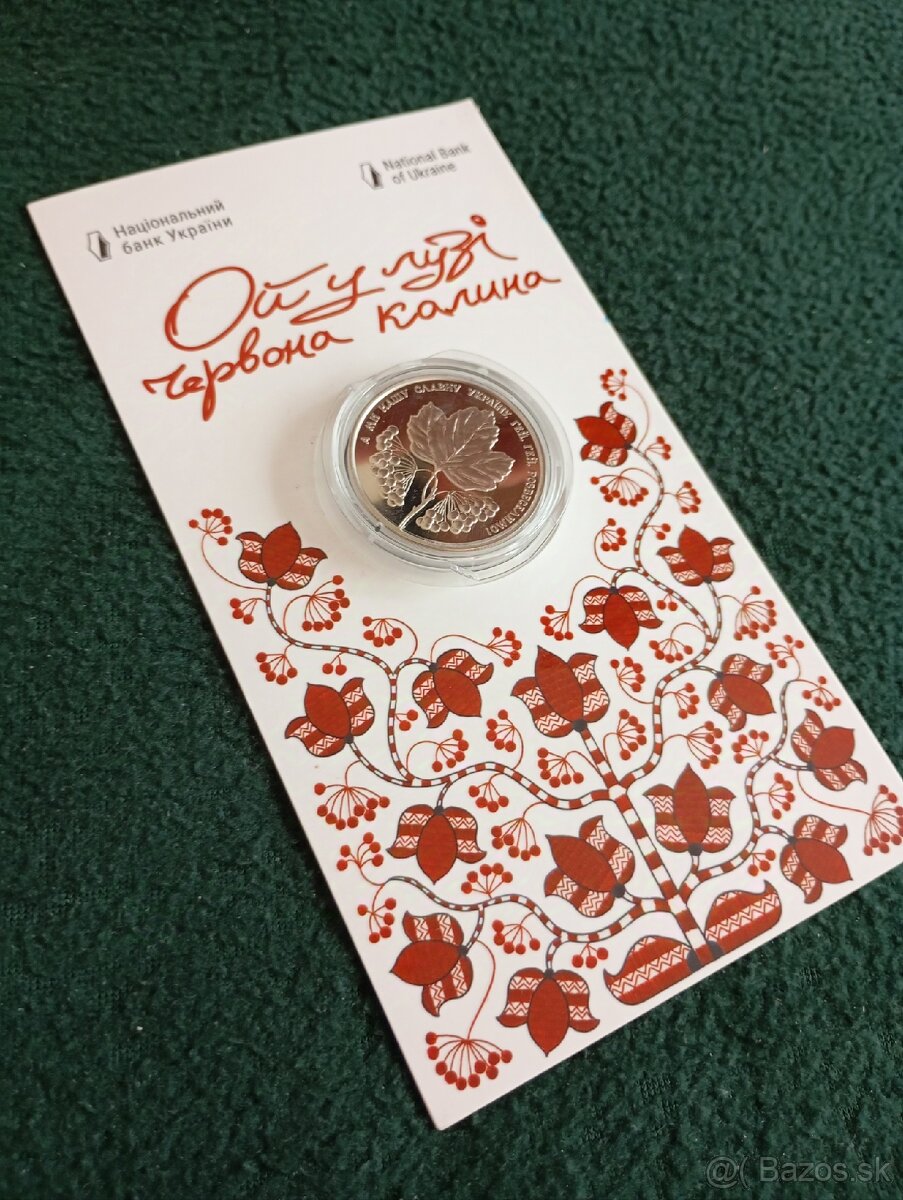 National Bank
of Ukraine
Національний
банк України
Ой у лузі
червона калина
А МИ НАШУ СЛАВНУ УКРАЇНУ, ГЕЙ, ГЕЙ, РОЗВЕСЕЛИМО!
@( Bazos.sk